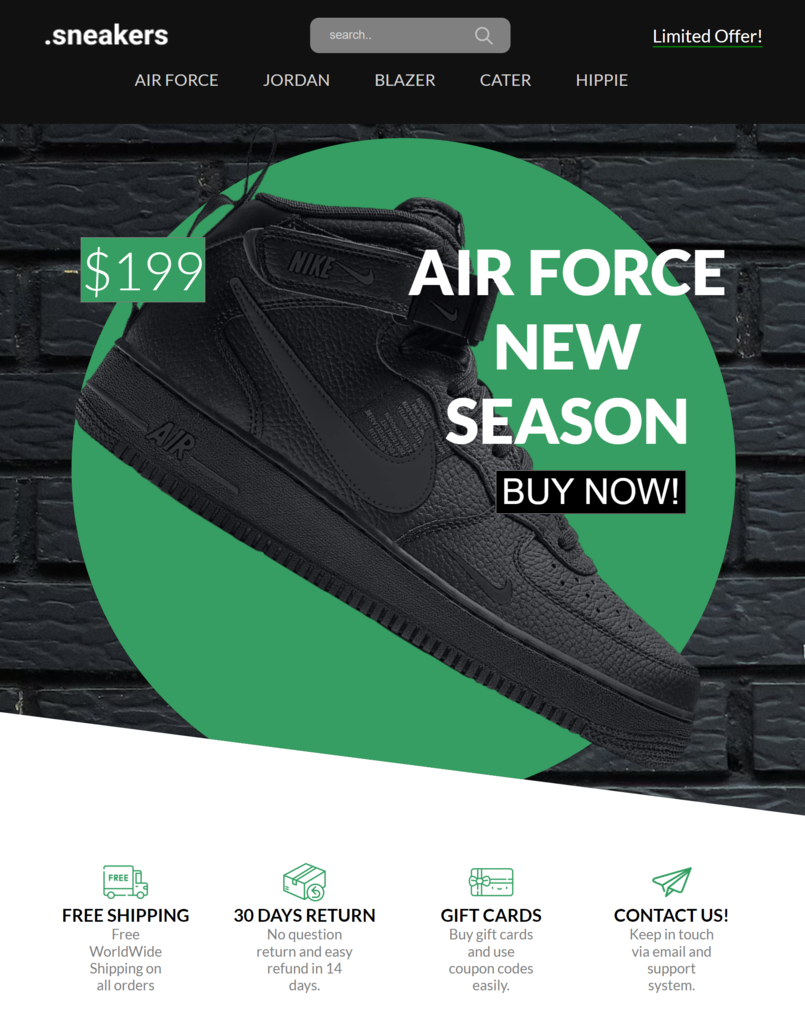 .sneakers
search..
Limited Offer!
AIR FORCE
JORDAN
BLAZER
CATER
HIPPIE
$199
NIKE
AIR FORCE
NEW
SEASON
AIR
BUY NOW!
FREE
FREE SHIPPING
Free
WorldWide
Shipping on
all orders
30 DAYS RETURN
No question
return and easy
refund in 14
days.
GIFT CARDS
Buy gift cards
and use
coupon codes
easily.
CONTACT US!
Keep in touch
via email and
support
system.